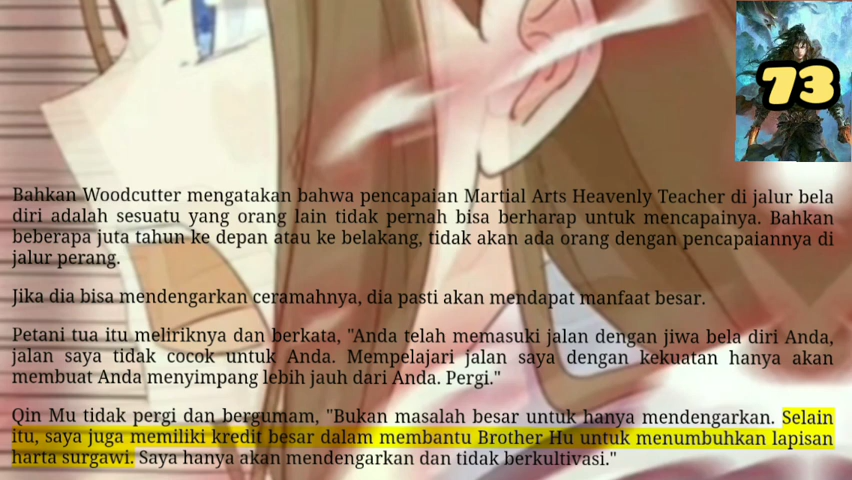 73
Bahkan Woodcutter mengatakan bahwa pencapaian Martial Arts Heavenly Teacher di jalur bela
diri adalah sesuatu yang orang lain tidak pernah bisa berharap untuk mencapainya. Bahkan
beberapa juta tahun ke depan atau ke belakang, tidak akan ada orang dengan pencapaiannya di
jalur perang.
Jika dia bisa mendengarkan ceramahnya, dia pasti akan mendapat manfaat besar.
Petani tua itu meliriknya dan berkata, "Anda telah memasuki jalan dengan jiwa bela diri Anda,
jalan saya tidak cocok untuk Anda. Mempelajari jalan saya dengan kekuatan hanya akan
membuat Anda menyimpang lebih jauh dari Anda. Pergi."
Qin Mu tidak pergi dan bergumam, "Bukan masalah besar untuk hanya mendengarkan. Selain
itu, saya juga memiliki kredit besar dalam membantu Brother Hu untuk menumbuhkan lapisan
harta surgawi. Saya hanya akan mendengarkan dan tidak berkultivasi."